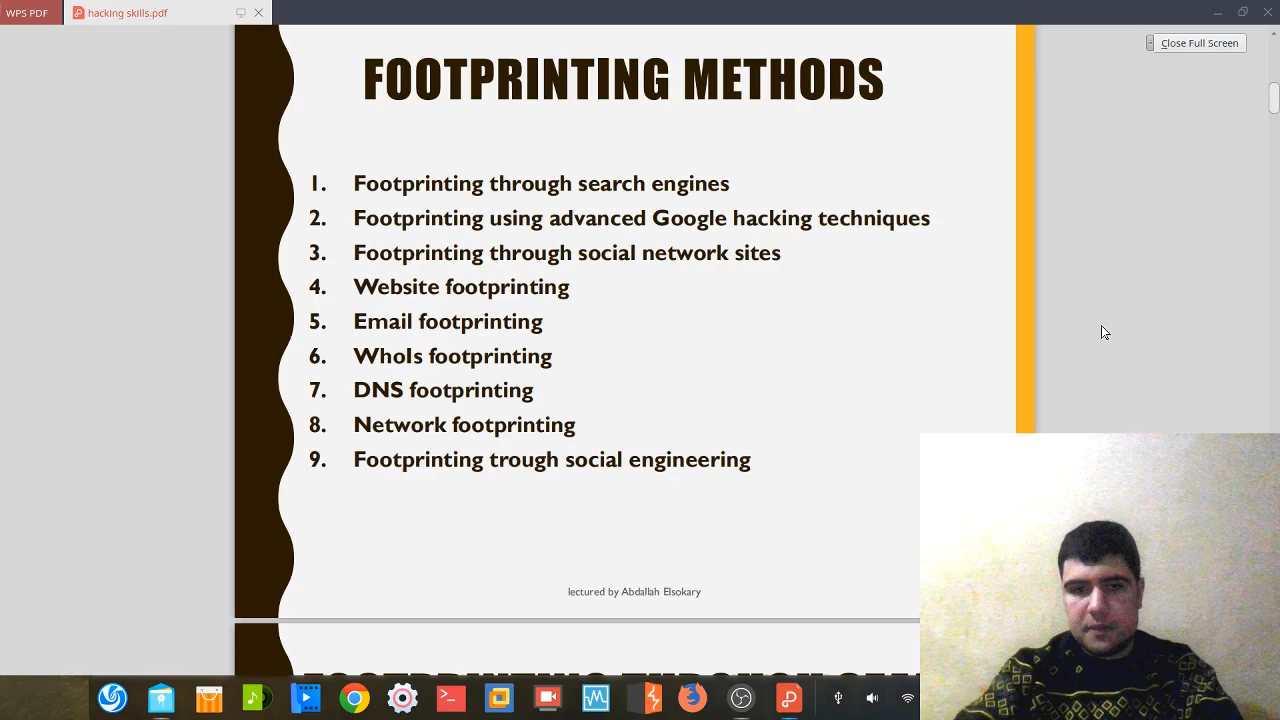 WPS PDF
hacking skills.pdf
Close Full Screen
FOOTPRINTING METHODS
1. Footprinting through search engines
2. Footprinting using advanced Google hacking techniques
3. Footprinting through social network sites
4. Website footprinting
5. Email footprinting
6. WhoIs footprinting
7. DNS footprinting
8. Network footprinting
9. Footprinting trough social engineering
lectured by Abdallah Elsokary